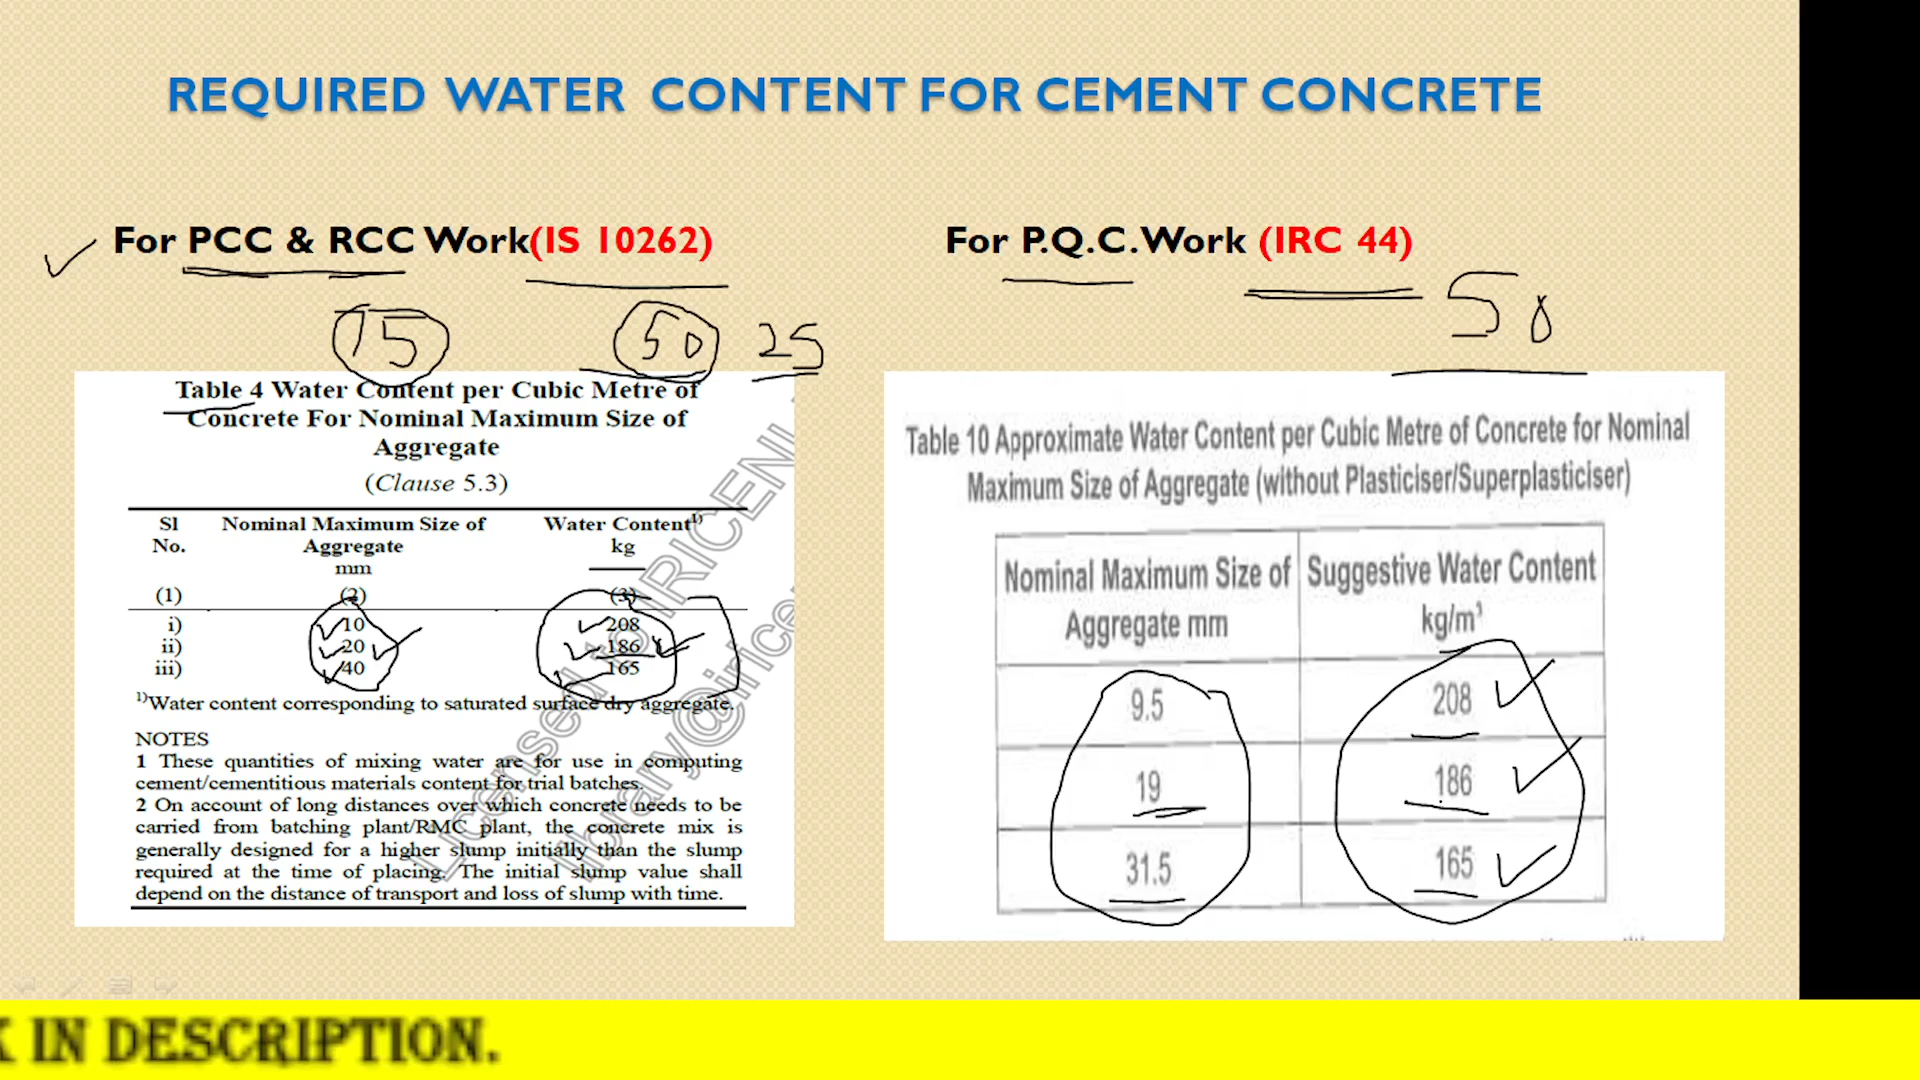 REQUIRED WATER CONTENT FOR CEMENT CONCRETE
For PCC & RCC Work(IS 10262)
15
50
25
Table 4 Water Content per Cubic Metre of
Concrete For Nominal Maximum Size of
Aggregate
(Clause 5.3)
Sl No.
Nominal Maximum Size of Aggregate mm
Water Content1) kg
(1) (2) (3)
i) 10 208
ii) 20 186
iii) 40 165
1)Water content corresponding to saturated surface dry aggregate.
NOTES
1 These quantities of mixing water are for use in computing
cement/cementitious materials content for trial batches.
2 On account of long distances over which concrete needs to be
carried from batching plant/RMC plant, the concrete mix is
generally designed for a higher slump initially than the slump
required at the time of placing. The initial slump value shall
depend on the distance of transport and loss of slump with time.
Licensed to IRICEN
library@irice
For P.Q.C.Work (IRC 44)
50
Table 10 Approximate Water Content per Cubic Metre of Concrete for Nominal
Maximum Size of Aggregate (without Plasticiser/Superplasticiser)
Nominal Maximum Size of Aggregate mm
Suggestive Water Content kg/m³
9.5 208
19 186
31.5 165
IN DESCRIPTION.